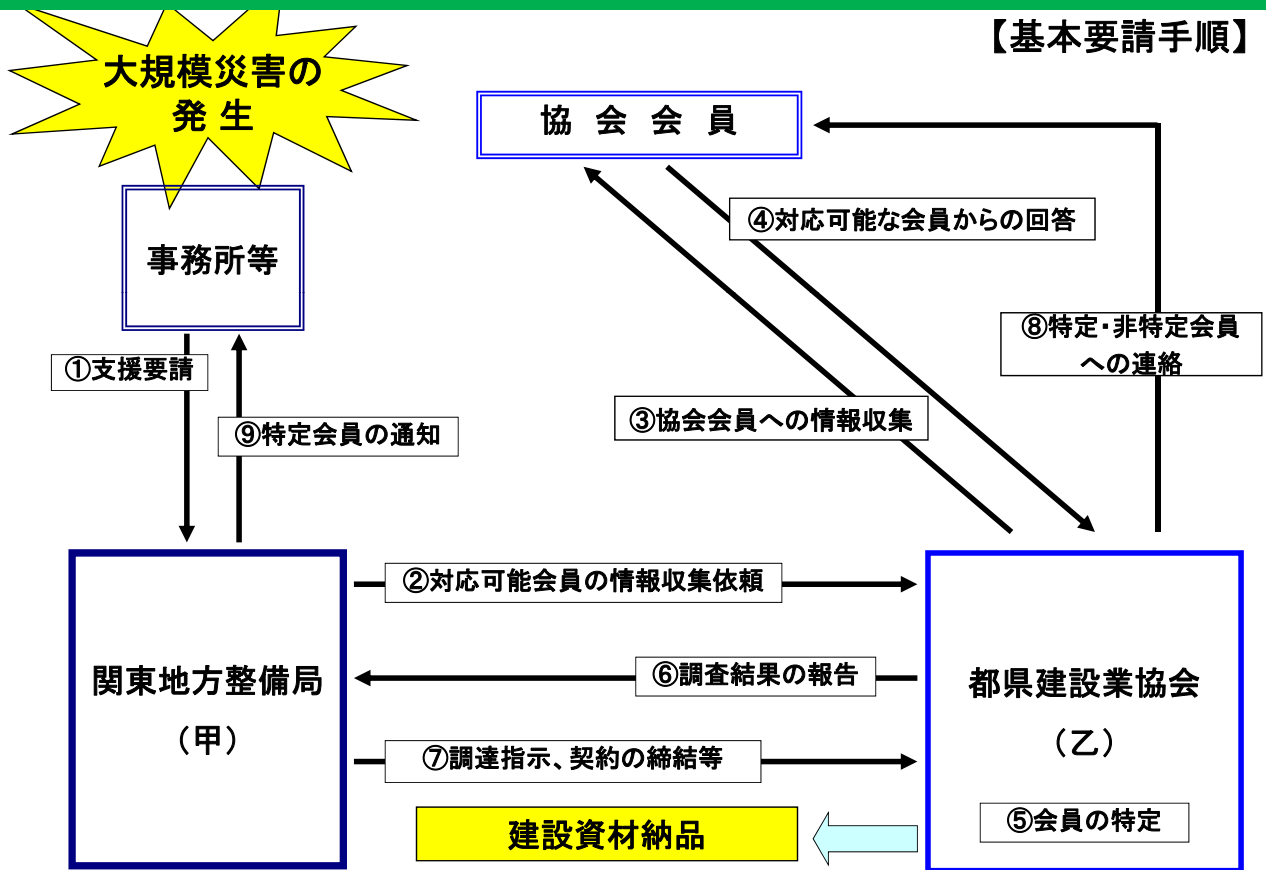 【基本要請手順】
大規模災害の
発 生
協 会 会 員
④対応可能な会員からの回答
事務所等
⑧特定・非特定会員
への連絡
①支援要請
③協会会員への情報収集
⑨特定会員の通知
②対応可能会員の情報収集依頼
関東地方整備局
（甲）
⑥調査結果の報告
都県建設業協会
（乙）
⑦調達指示、契約の締結等
⑤会員の特定
建設資材納品